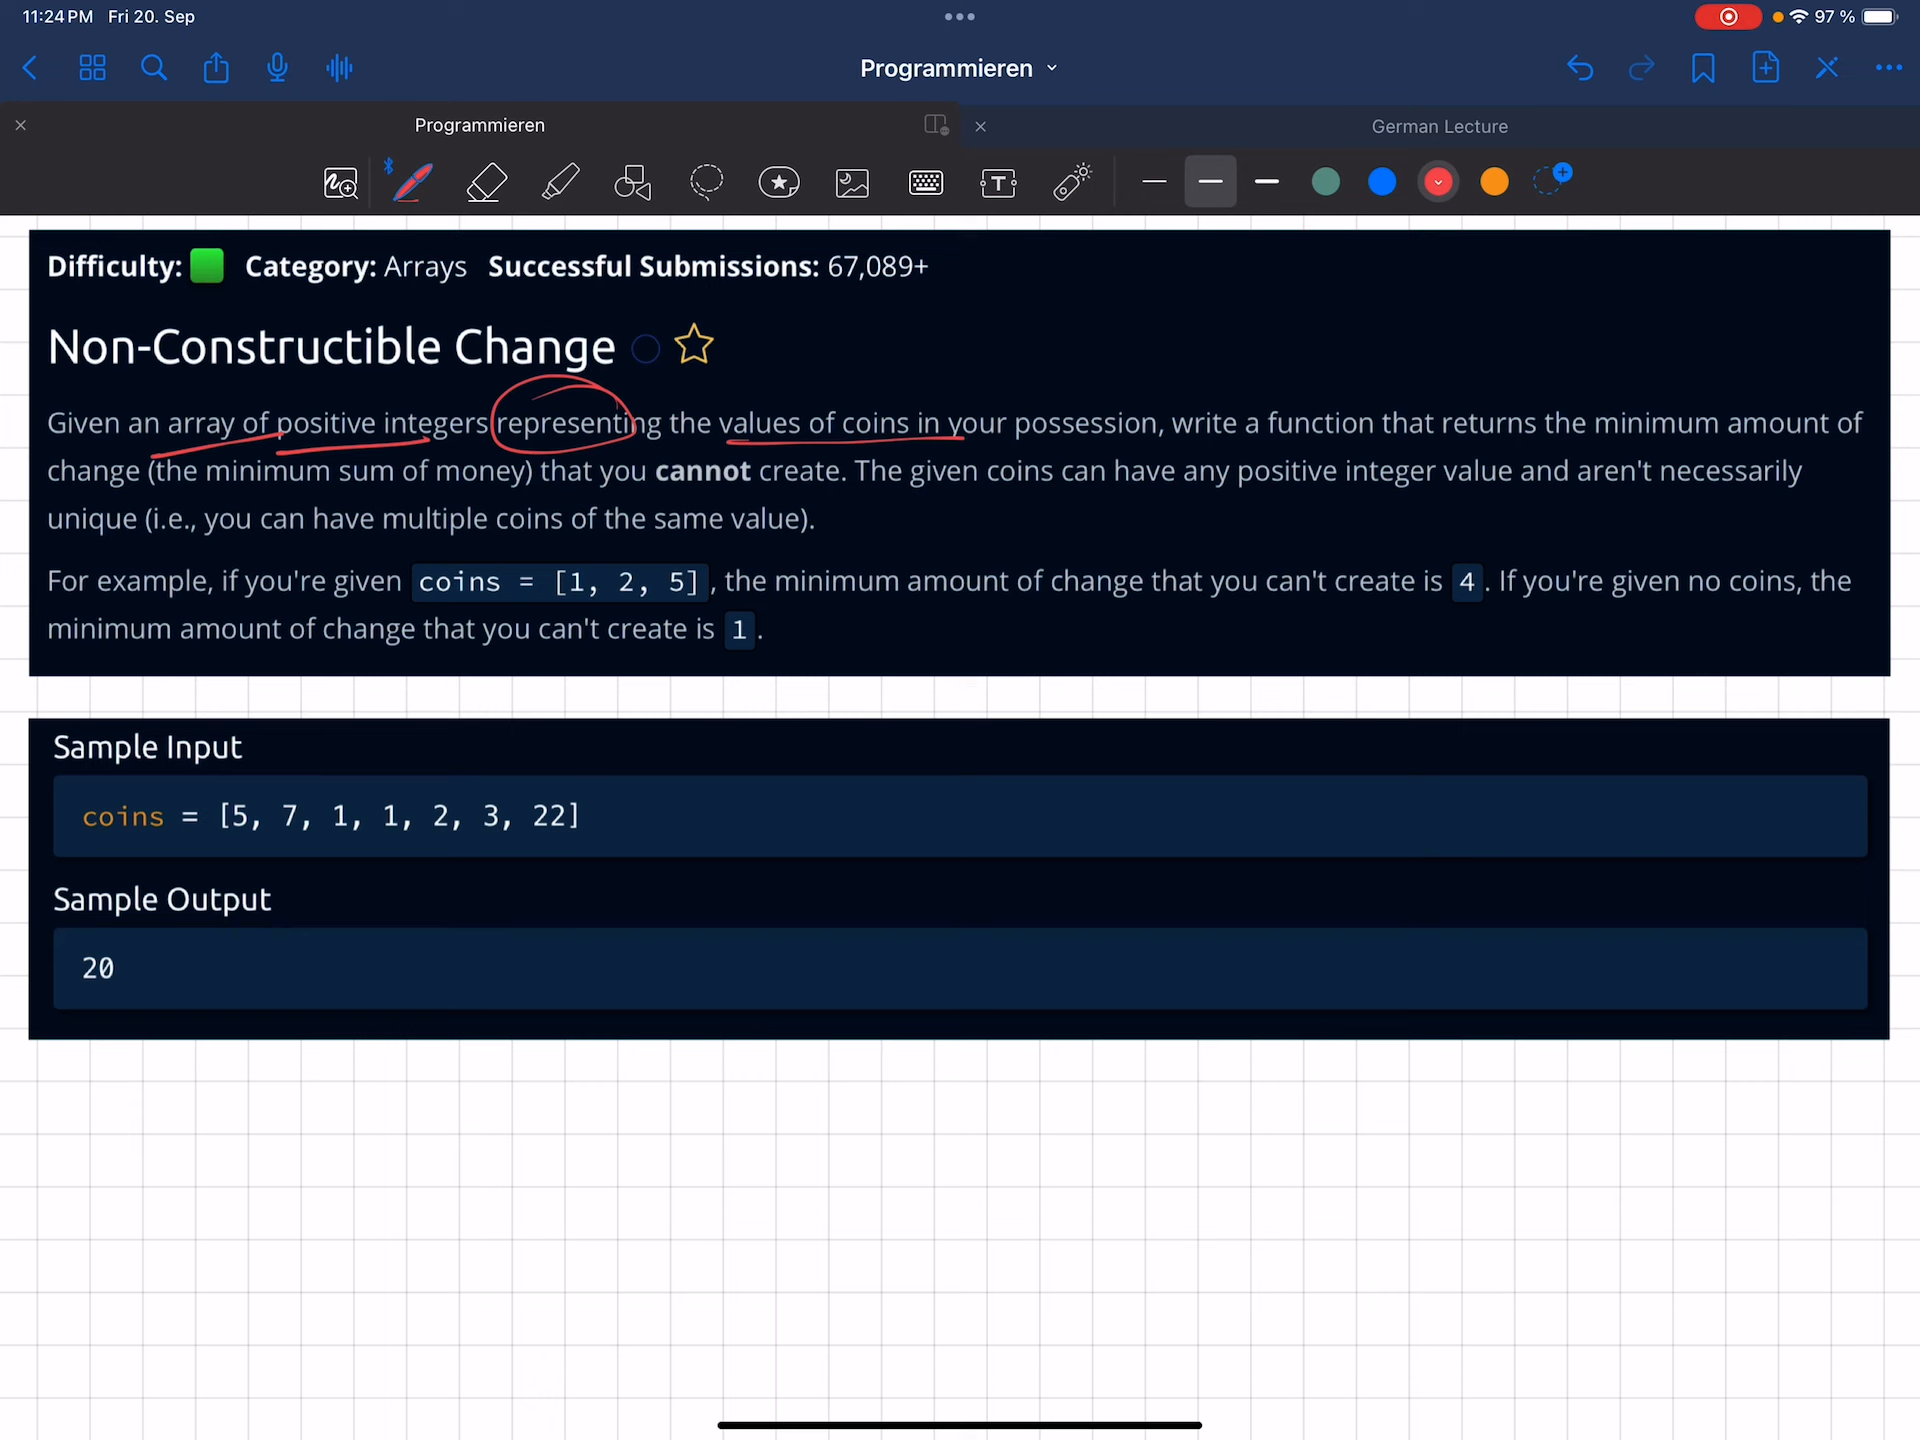 11:24 PM Fri 20. Sep
97 %
Programmieren
Programmieren
German Lecture
T
Difficulty: Category: Arrays Successful Submissions: 67,089+
Non-Constructible Change
Given an array of positive integers representing the values of coins in your possession, write a function that returns the minimum amount of
change (the minimum sum of money) that you cannot create. The given coins can have any positive integer value and aren't necessarily
unique (i.e., you can have multiple coins of the same value).
For example, if you're given coins = [1, 2, 5], the minimum amount of change that you can't create is 4. If you're given no coins, the
minimum amount of change that you can't create is 1.
Sample Input
coins = [5, 7, 1, 1, 2, 3, 22]
Sample Output
20